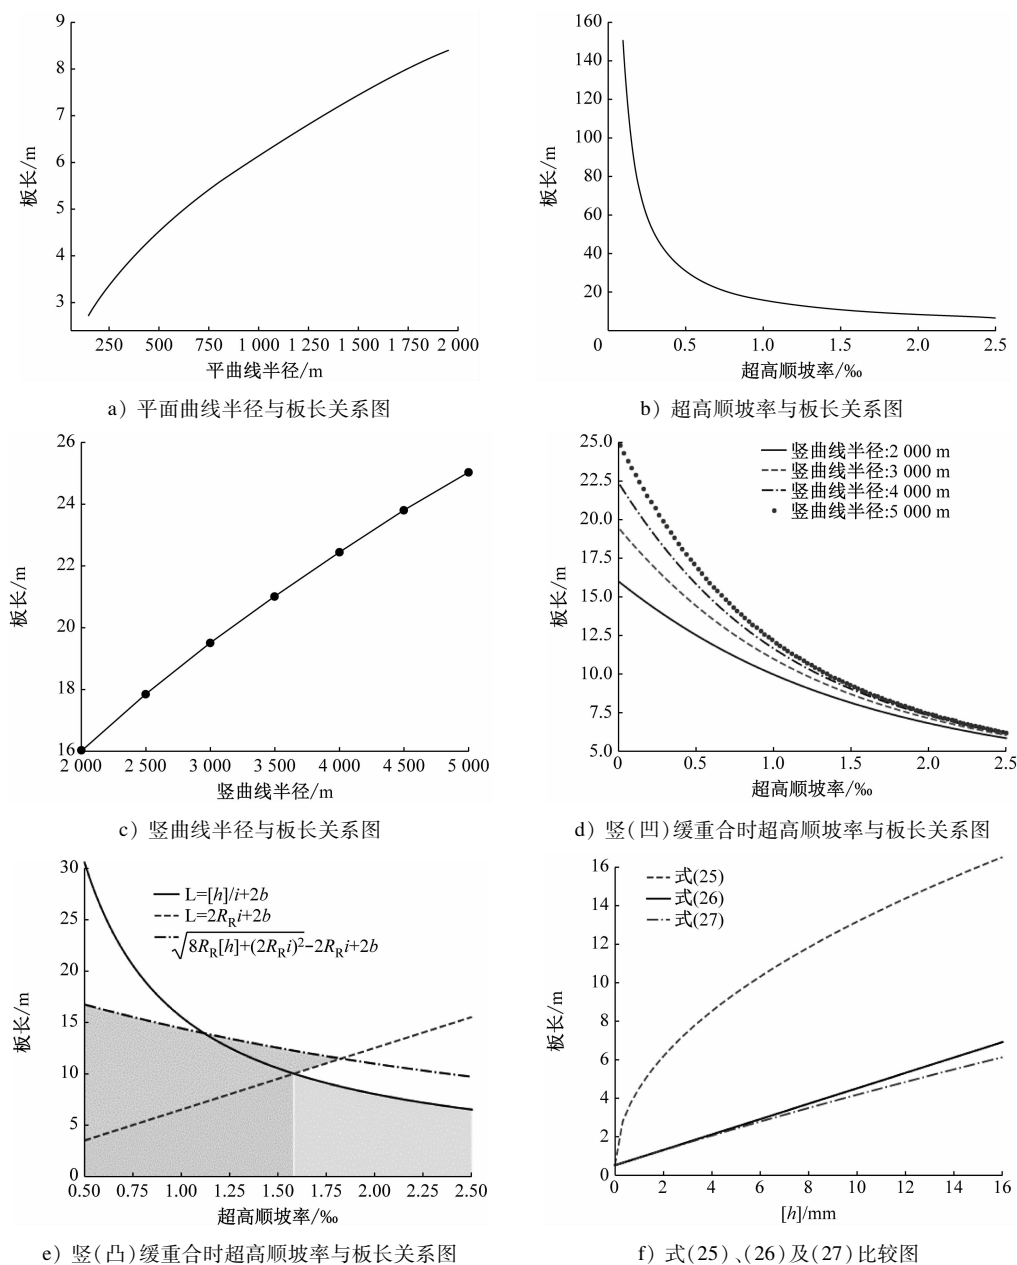 9
8
7
6
5
4
3
板长/m
250 500 750 1 000 1 250 1 500 1 750 2 000
平曲线半径/m
a) 平面曲线半径与板长关系图
160
140
120
100
80
60
40
20
板长/m
0 0.5 1.0 1.5 2.0 2.5
超高顺坡率/‰
b) 超高顺坡率与板长关系图
26
24
22
20
18
16
板长/m
2 000 2 500 3 000 3 500 4 000 4 500 5 000
竖曲线半径/m
c) 竖曲线半径与板长关系图
25.0
22.5
20.0
17.5
15.0
12.5
10.0
7.5
5.0
板长/m
竖曲线半径:2 000 m
竖曲线半径:3 000 m
竖曲线半径:4 000 m
竖曲线半径:5 000 m
0 0.5 1.0 1.5 2.0 2.5
超高顺坡率/‰
d) 竖(凹)缓重合时超高顺坡率与板长关系图
30
25
20
15
10
5
0
板长/m
L=[h]/i+2b
L=2R_R i+2b
√8R_R[h]+(2R_R i)²-2R_R i+2b
0.50 0.75 1.00 1.25 1.50 1.75 2.00 2.25 2.50
超高顺坡率/‰
e) 竖(凸)缓重合时超高顺坡率与板长关系图
16
14
12
10
8
6
4
2
0
板长/m
式(25)
式(26)
式(27)
0 2 4 6 8 10 12 14 16
[h]/mm
f) 式(25)、(26)及(27)比较图